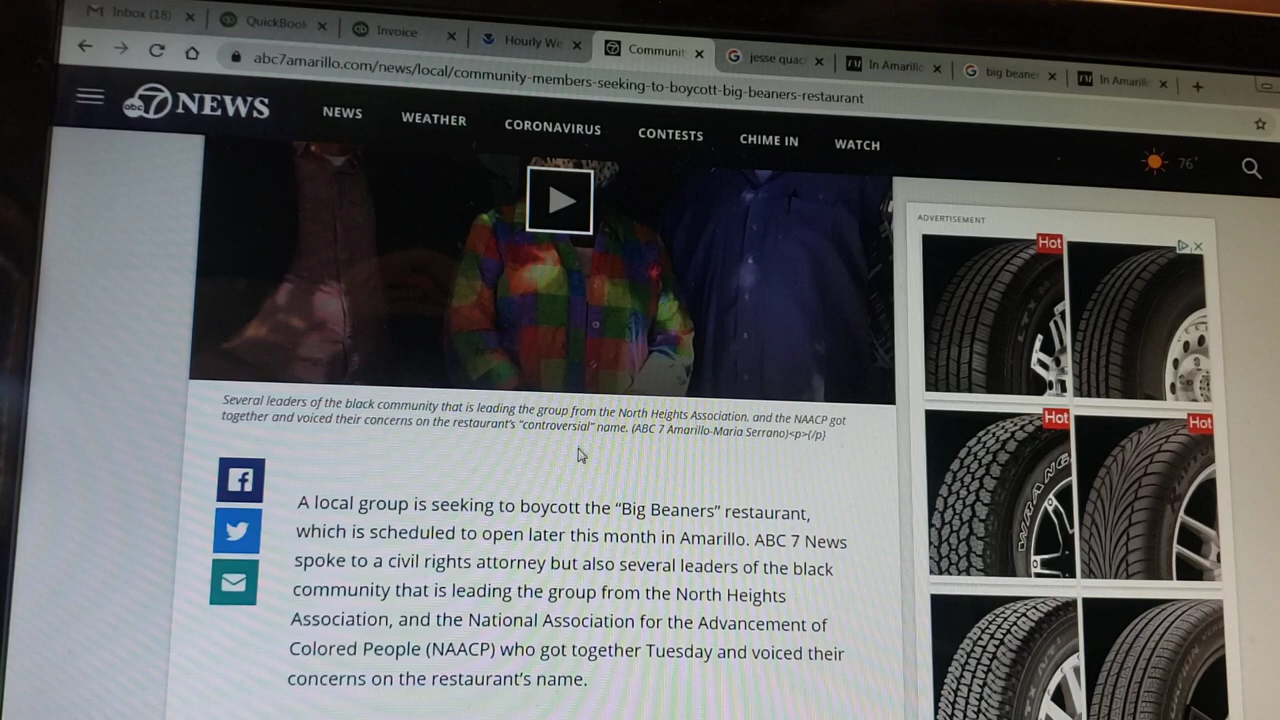 Inbox (18)
QuickBook
Invoice
Hourly We
Communit
jesse quac
In Amarillo
big beaner
In Amarill
abc7amarillo.com/news/local/community-members-seeking-to-boycott-big-beaners-restaurant
abc 7 NEWS
NEWS
WEATHER
CORONAVIRUS
CONTESTS
CHIME IN
WATCH
76°
ADVERTISEMENT
Hot
Hot
Hot
Several leaders of the black community that is leading the group from the North Heights Association, and the NAACP got
together and voiced their concerns on the restaurant's "controversial" name. (ABC 7 Amarillo-Maria Serrano)<p>{/p}
A local group is seeking to boycott the “Big Beaners” restaurant,
which is scheduled to open later this month in Amarillo. ABC 7 News
spoke to a civil rights attorney but also several leaders of the black
community that is leading the group from the North Heights
Association, and the National Association for the Advancement of
Colored People (NAACP) who got together Tuesday and voiced their
concerns on the restaurant’s name.